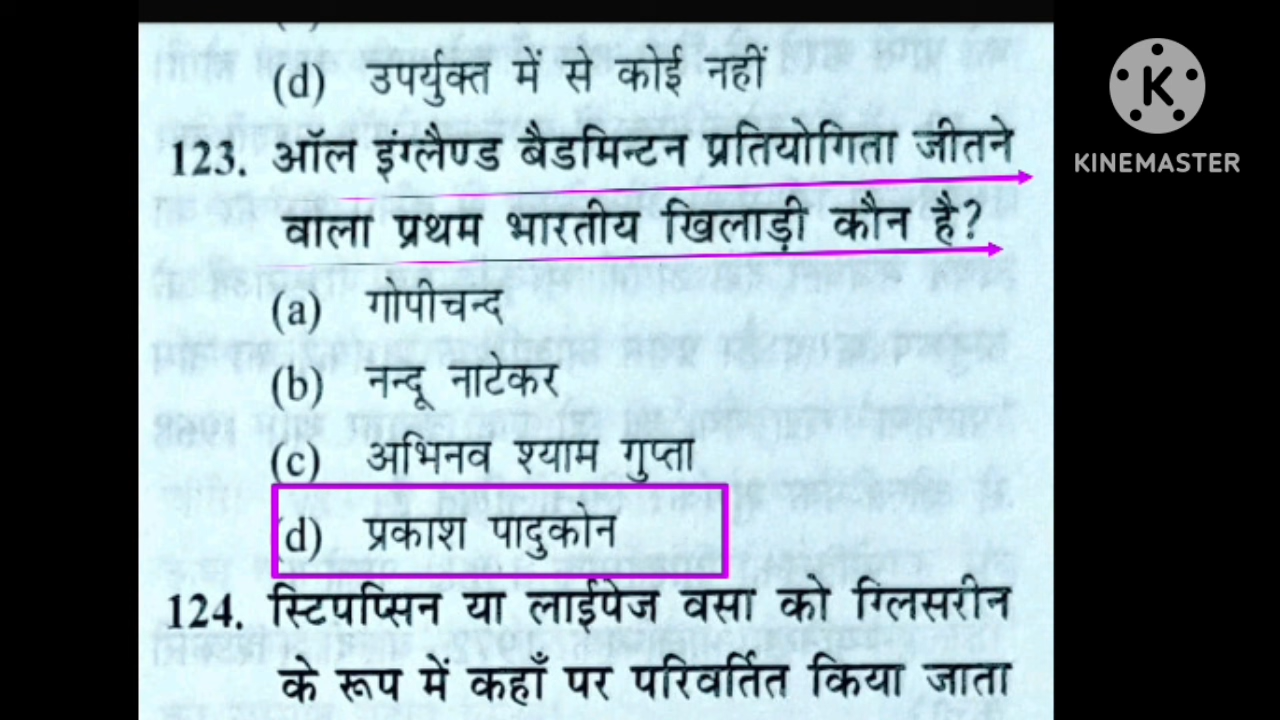 (d) उपर्युक्त में से कोई नहीं
K
KINEMASTER
123. ऑल इंग्लैण्ड बैडमिन्टन प्रतियोगिता जीतने
वाला प्रथम भारतीय खिलाड़ी कौन है?
(a) गोपीचन्द
(b) नन्दू नाटेकर
(c) अभिनव श्याम गुप्ता
(d) प्रकाश पादुकोन
124. स्टिपप्सिन या लाईपेज वसा को ग्लिसरीन
के रूप में कहाँ पर परिवर्तित किया जाता